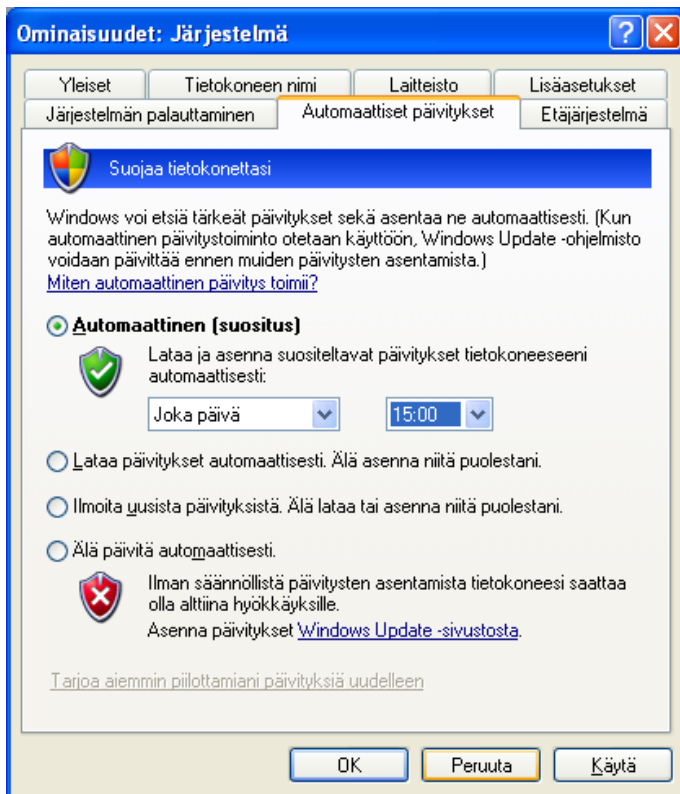 Ominaisuudet: Järjestelmä
Yleiset
Tietokoneen nimi
Laitteisto
Lisäasetukset
Järjestelmän palauttaminen
Automaattiset päivitykset
Etäjärjestelmä
Suojaa tietokonettasi
Windows voi etsiä tärkeät päivitykset sekä asentaa ne automaattisesti. (Kun
automaattinen päivitystoiminto otetaan käyttöön, Windows Update -ohjelmisto
voidaan päivittää ennen muiden päivitysten asentamista.)
Miten automaattinen päivitys toimii?
Automaattinen (suositus)
Lataa ja asenna suositeltavat päivitykset tietokoneeseeni
automaattisesti:
Joka päivä
15:00
Lataa päivitykset automaattisesti. Älä asenna niitä puolestani.
Ilmoita uusista päivityksistä. Älä lataa tai asenna niitä puolestani.
Älä päivitä automaattisesti.
Ilman säännöllistä päivitysten asentamista tietokoneesi saattaa
olla alttiina hyökkäyksille.
Asenna päivitykset Windows Update -sivustosta.
Tarjoa aiemmin piilottamiani päivityksiä uudelleen
OK
Peruuta
Käytä